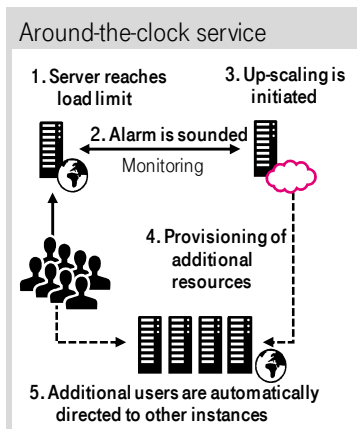 Around-the-clock service
1. Server reaches
load limit
3. Up-scaling is
initiated
2. Alarm is sounded
Monitoring
4. Provisioning of
additional
resources
5. Additional users are automatically
directed to other instances